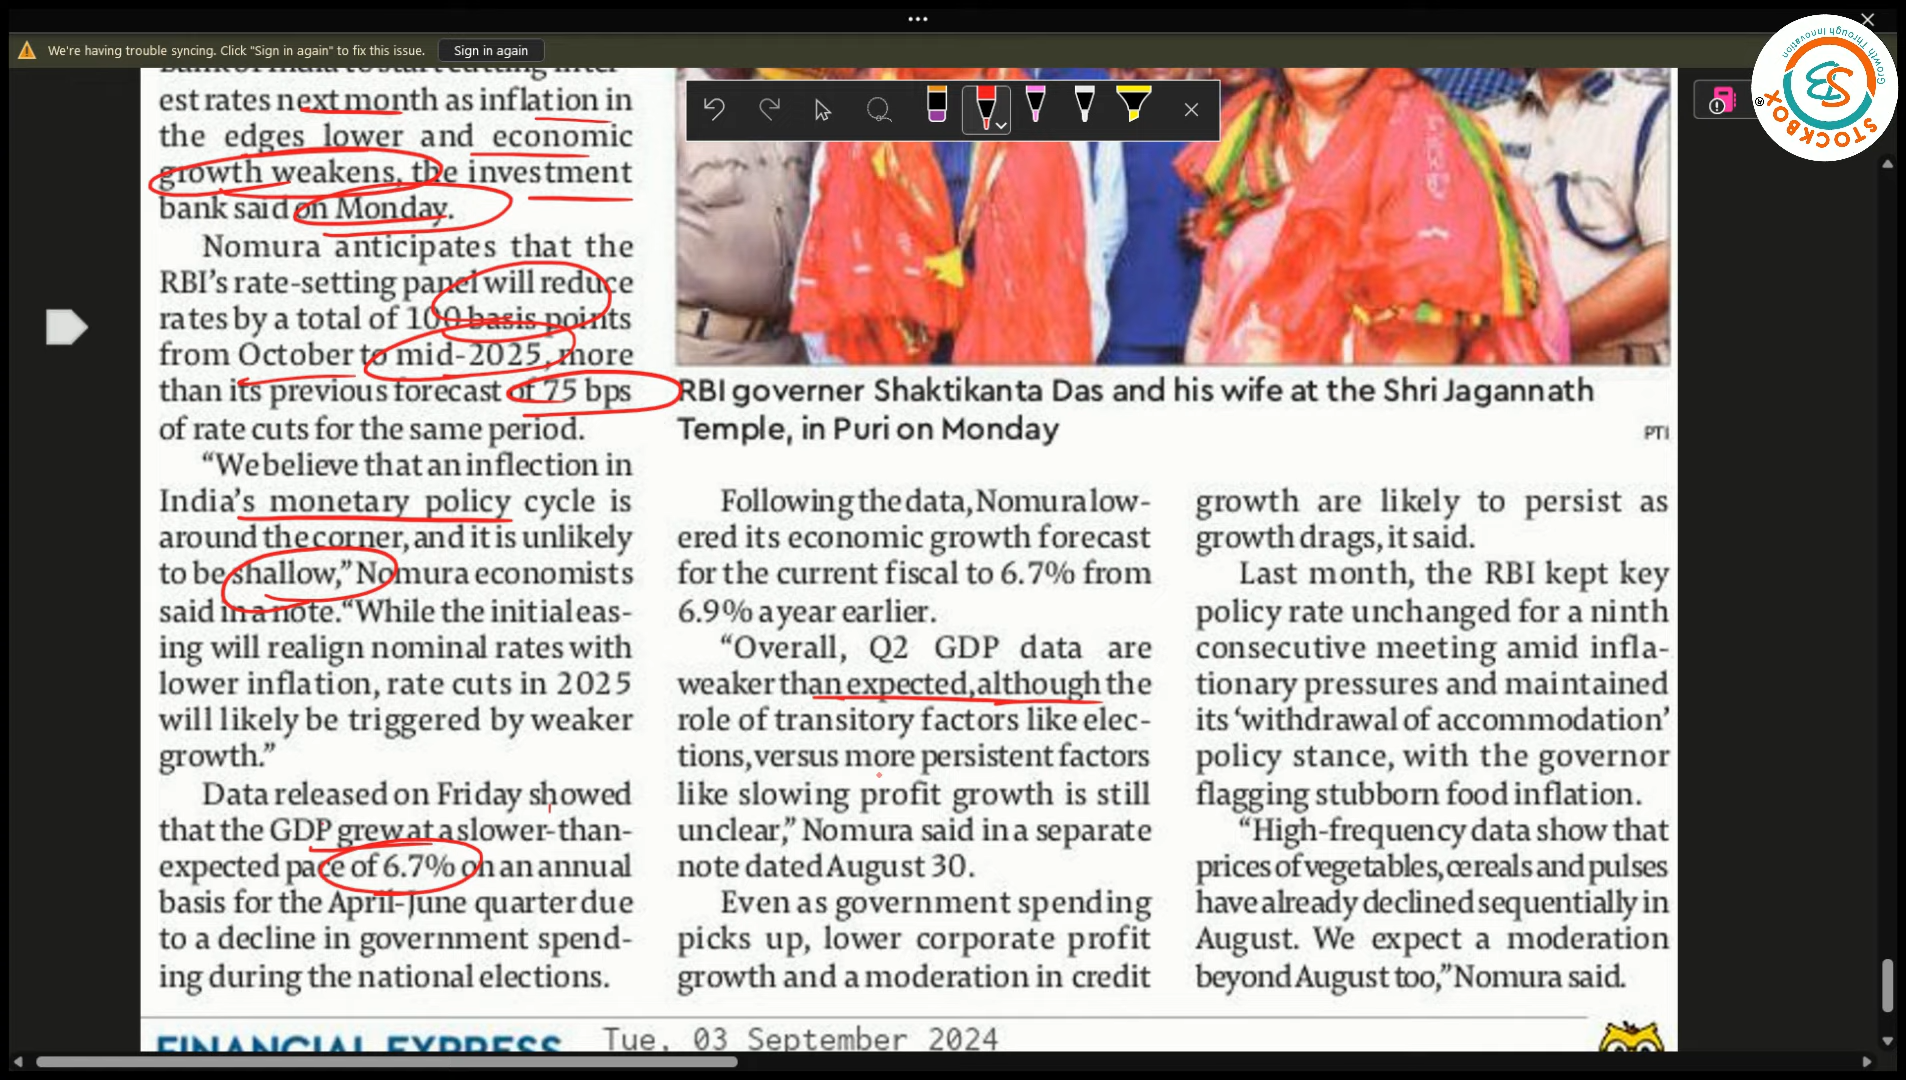 We're having trouble syncing. Click "Sign in again" to fix this issue.
Sign in again
Growth Through Innovation
STOCKBOX
®
Bank of India to start cutting inter-
est rates next month as inflation in
the edges lower and economic
growth weakens, the investment
bank said on Monday.
Nomura anticipates that the
RBI's rate-setting panel will reduce
rates by a total of 100 basis points
from October to mid-2025, more
than its previous forecast of 75 bps
of rate cuts for the same period.
“We believe that an inflection in
India's monetary policy cycle is
around the corner, and it is unlikely
to be shallow,” Nomura economists
said in a note. “While the initial eas-
ing will realign nominal rates with
lower inflation, rate cuts in 2025
will likely be triggered by weaker
growth.”
Data released on Friday showed
that the GDP grew at a slower-than-
expected pace of 6.7% on an annual
basis for the April-June quarter due
to a decline in government spend-
ing during the national elections.
RBI governer Shaktikanta Das and his wife at the Shri Jagannath
Temple, in Puri on Monday
PTI
Following the data, Nomura low-
ered its economic growth forecast
for the current fiscal to 6.7% from
6.9% a year earlier.
“Overall, Q2 GDP data are
weaker than expected, although the
role of transitory factors like elec-
tions, versus more persistent factors
like slowing profit growth is still
unclear,” Nomura said in a separate
note dated August 30.
Even as government spending
picks up, lower corporate profit
growth and a moderation in credit
growth are likely to persist as
growth drags, it said.
Last month, the RBI kept key
policy rate unchanged for a ninth
consecutive meeting amid infla-
tionary pressures and maintained
its ‘withdrawal of accommodation’
policy stance, with the governor
flagging stubborn food inflation.
“High-frequency data show that
prices of vegetables, cereals and pulses
have already declined sequentially in
August. We expect a moderation
beyond August too,” Nomura said.
FINANCIAL EXPRESS
Tue, 03 September 2024